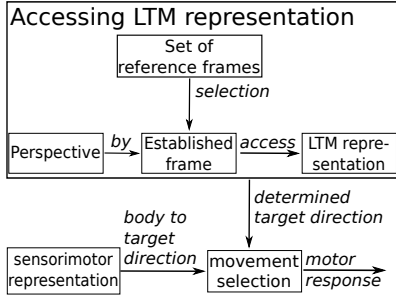 Accessing LTM representation
Set of
reference frames
selection
Perspective
by
Established
frame
access
LTM repre-
sentation
determined
target direction
body to
target
direction
sensorimotor
representation
movement
selection
motor
response